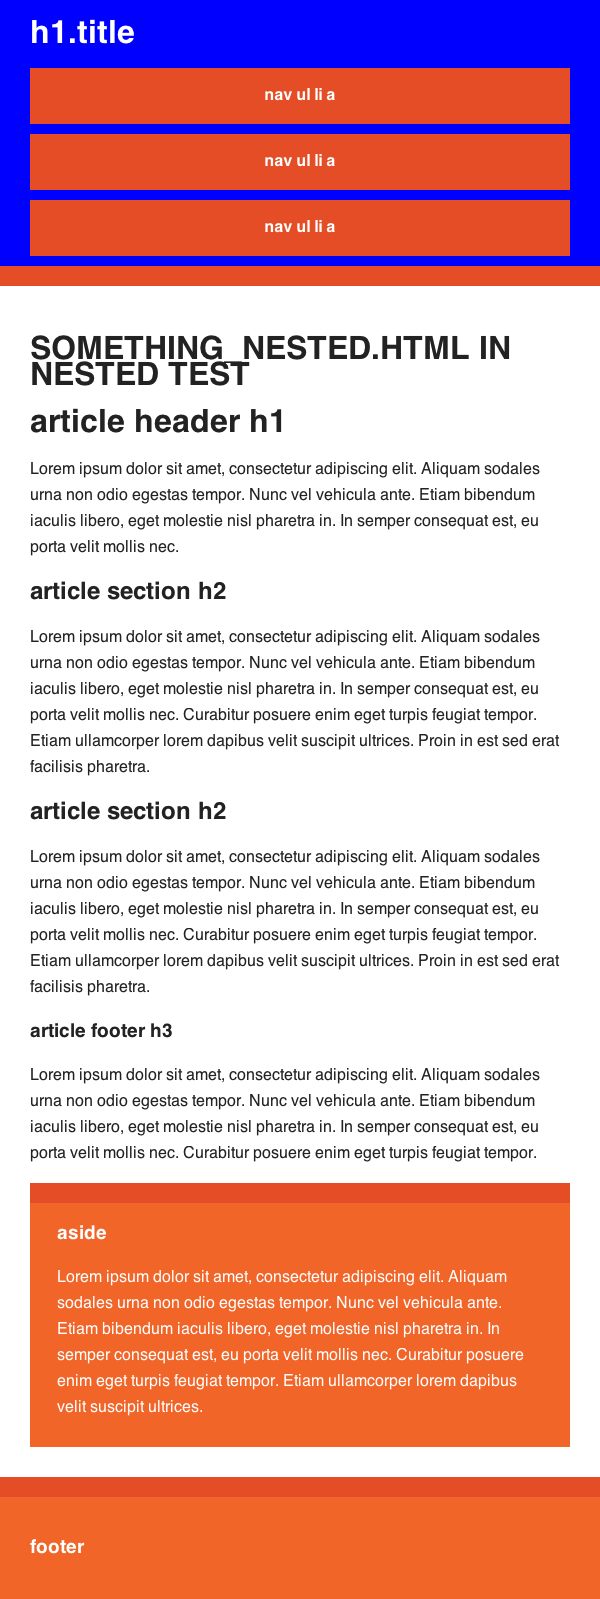 h1.title
nav ul li a
nav ul li a
nav ul li a
SOMETHING_NESTED.HTML IN
NESTED TEST
article header h1
Lorem ipsum dolor sit amet, consectetur adipiscing elit. Aliquam sodales
urna non odio egestas tempor. Nunc vel vehicula ante. Etiam bibendum
iaculis libero, eget molestie nisl pharetra in. In semper consequat est, eu
porta velit mollis nec.
article section h2
Lorem ipsum dolor sit amet, consectetur adipiscing elit. Aliquam sodales
urna non odio egestas tempor. Nunc vel vehicula ante. Etiam bibendum
iaculis libero, eget molestie nisl pharetra in. In semper consequat est, eu
porta velit mollis nec. Curabitur posuere enim eget turpis feugiat tempor.
Etiam ullamcorper lorem dapibus velit suscipit ultrices. Proin in est sed erat
facilisis pharetra.
article section h2
Lorem ipsum dolor sit amet, consectetur adipiscing elit. Aliquam sodales
urna non odio egestas tempor. Nunc vel vehicula ante. Etiam bibendum
iaculis libero, eget molestie nisl pharetra in. In semper consequat est, eu
porta velit mollis nec. Curabitur posuere enim eget turpis feugiat tempor.
Etiam ullamcorper lorem dapibus velit suscipit ultrices. Proin in est sed erat
facilisis pharetra.
article footer h3
Lorem ipsum dolor sit amet, consectetur adipiscing elit. Aliquam sodales
urna non odio egestas tempor. Nunc vel vehicula ante. Etiam bibendum
iaculis libero, eget molestie nisl pharetra in. In semper consequat est, eu
porta velit mollis nec. Curabitur posuere enim eget turpis feugiat tempor.
aside
Lorem ipsum dolor sit amet, consectetur adipiscing elit. Aliquam
sodales urna non odio egestas tempor. Nunc vel vehicula ante.
Etiam bibendum iaculis libero, eget molestie nisl pharetra in. In
semper consequat est, eu porta velit mollis nec. Curabitur posuere
enim eget turpis feugiat tempor. Etiam ullamcorper lorem dapibus
velit suscipit ultrices.
footer